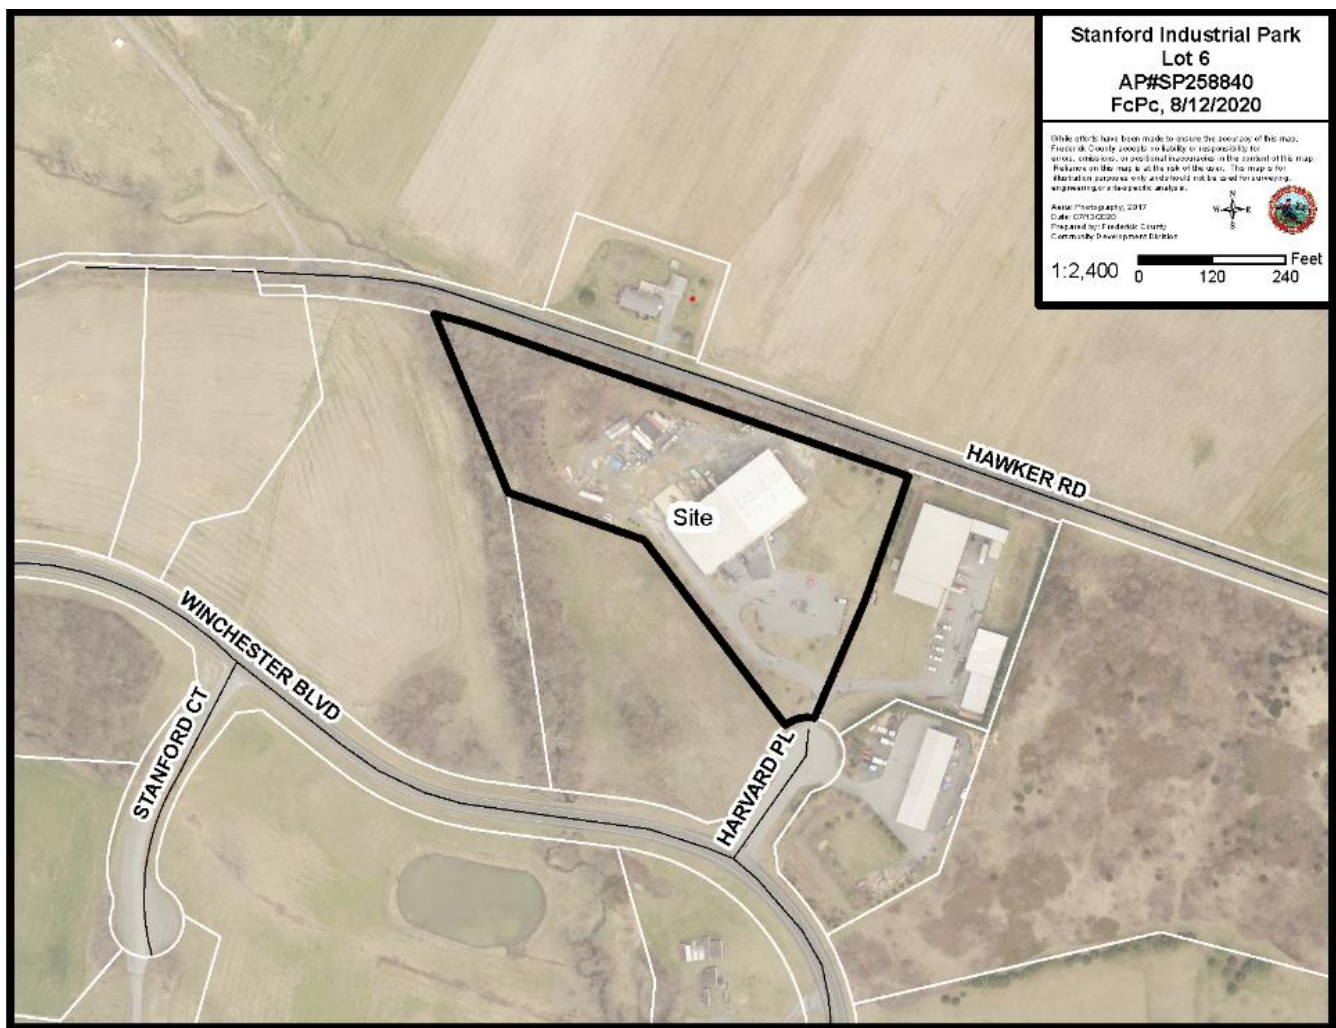 Stanford Industrial Park
Lot 6
AP#SP258840
FcPc, 8/12/2020
While efforts have been made to ensure the accuracy of this map,
Frederick County accepts no liability or responsibility for
errors, omissions, or positional inaccuracies in the content of this map.
Reliance on this map is at the risk of the user. This map is for
illustration purposes only and should not be used for surveying,
engineering, or site-specific analysis.
Aerial Photography, 2017
Date: 07/13/2020
Prepared by: Frederick County
Community Development Division
N
W E
S
1:2,400
Feet
0 120 240
HAWKER RD
Site
WINCHESTER BLVD
STANFORD CT
HARVARD PL